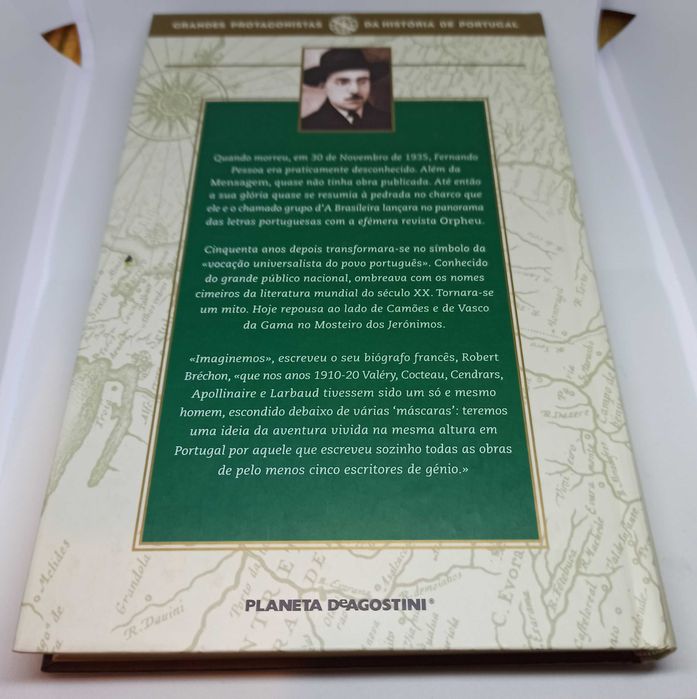 GRANDES PROTAGONISTAS DA HISTÓRIA DE PORTUGAL
Quando morreu, em 30 de Novembro de 1935, Fernando
Pessoa era praticamente desconhecido. Além da
Mensagem, quase não tinha obra publicada. Até então
a sua glória quase se resumia à pedrada no charco que
ele e o chamado grupo d'A Brasileira lançara no panorama
das letras portuguesas com a efémera revista Orpheu.
Cinquenta anos depois transformara-se no símbolo da
«vocação universalista do povo português». Conhecido
do grande público nacional, ombreava com os nomes
cimeiros da literatura mundial do século XX. Tornara-se
um mito. Hoje repousa ao lado de Camões e de Vasco
da Gama no Mosteiro dos Jerónimos.
«Imaginemos», escreveu o seu biógrafo francês, Robert
Bréchon, «que nos anos 1910-20 Valéry, Cocteau, Cendrars,
Apollinaire e Larbaud tivessem sido um só e mesmo
homem, escondido debaixo de várias ‘máscaras’: teremos
uma ideia da aventura vivida na mesma altura em
Portugal por aquele que escreveu sozinho todas as obras
de pelo menos cinco escritores de génio.»
Melides
Grandola
R. Davini
ENTRE
RADE
C. Evora
PLANETA DeAGOSTINI®